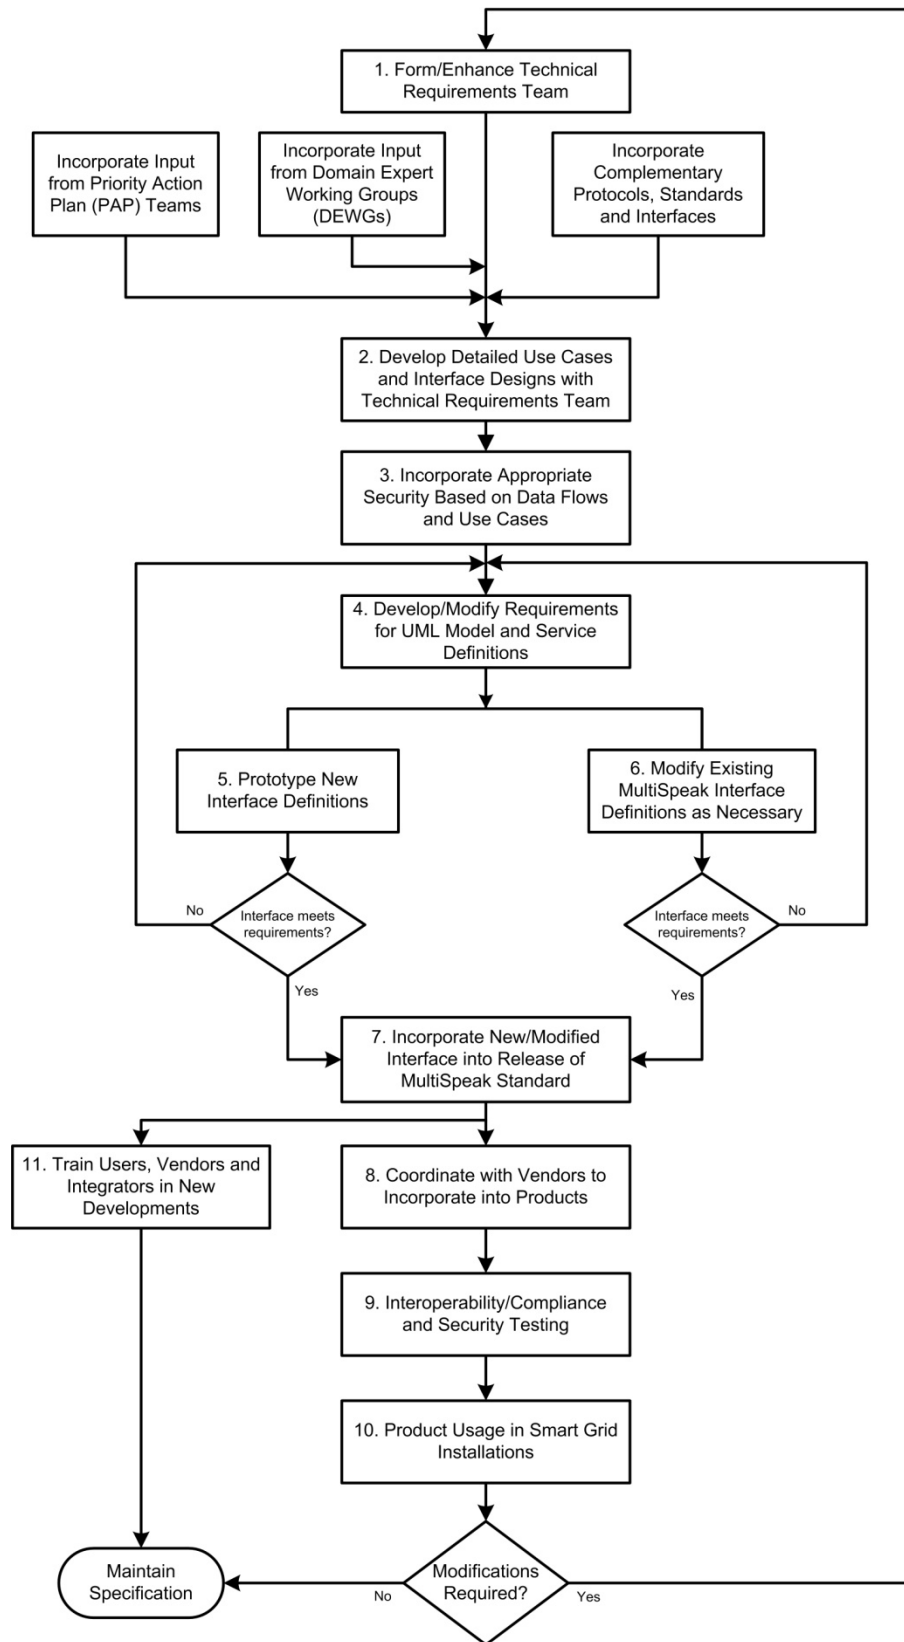 1. Form/Enhance Technical
Requirements Team
Incorporate Input
from Priority Action
Plan (PAP) Teams
Incorporate Input
from Domain Expert
Working Groups
(DEWGs)
Incorporate
Complementary
Protocols, Standards
and Interfaces
2. Develop Detailed Use Cases
and Interface Designs with
Technical Requirements Team
3. Incorporate Appropriate
Security Based on Data Flows
and Use Cases
4. Develop/Modify Requirements
for UML Model and Service
Definitions
5. Prototype New
Interface Definitions
6. Modify Existing
MultiSpeak Interface
Definitions as Necessary
No
Interface meets
requirements?
Yes
Interface meets
requirements?
No
Yes
7. Incorporate New/Modified
Interface into Release of
MultiSpeak Standard
11. Train Users, Vendors and
Integrators in New
Developments
8. Coordinate with Vendors to
Incorporate into Products
9. Interoperability/Compliance
and Security Testing
10. Product Usage in Smart Grid
Installations
Maintain
Specification
No
Modifications
Required?
Yes